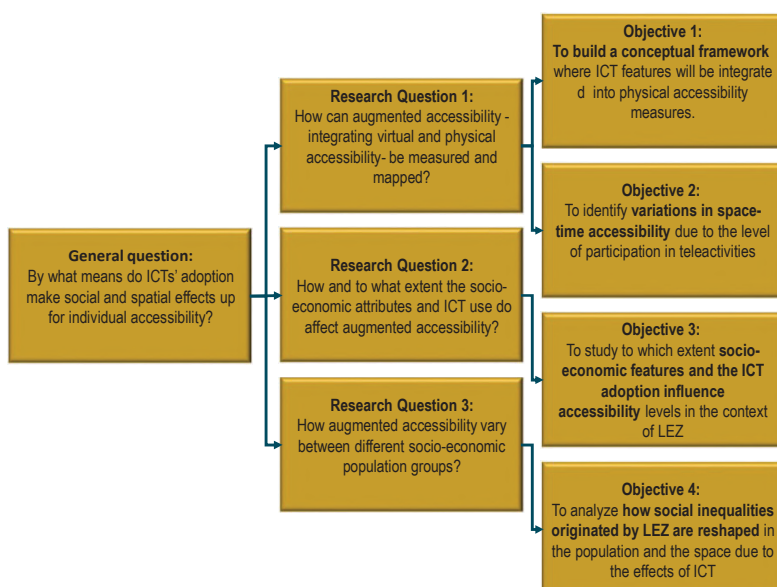 General question:
By what means do ICTs' adoption
make social and spatial effects up
for individual accessibility?
Research Question 1:
How can augmented accessibility -
integrating virtual and physical
accessibility- be measured and
mapped?
Research Question 2:
How and to what extent the socio-
economic attributes and ICT use do
affect augmented accessibility?
Research Question 3:
How augmented accessibility vary
between different socio-economic
population groups?
Objective 1:
To build a conceptual framework
where ICT features will be integrate
d into physical accessibility
measures.
Objective 2:
To identify variations in space-
time accessibility due to the level
of participation in teleactivities
Objective 3:
To study to which extent socio-
economic features and the ICT
adoption influence
accessibility levels in the context
of LEZ
Objective 4:
To analyze how social inequalities
originated by LEZ are reshaped in
the population and the space due to
the effects of ICT